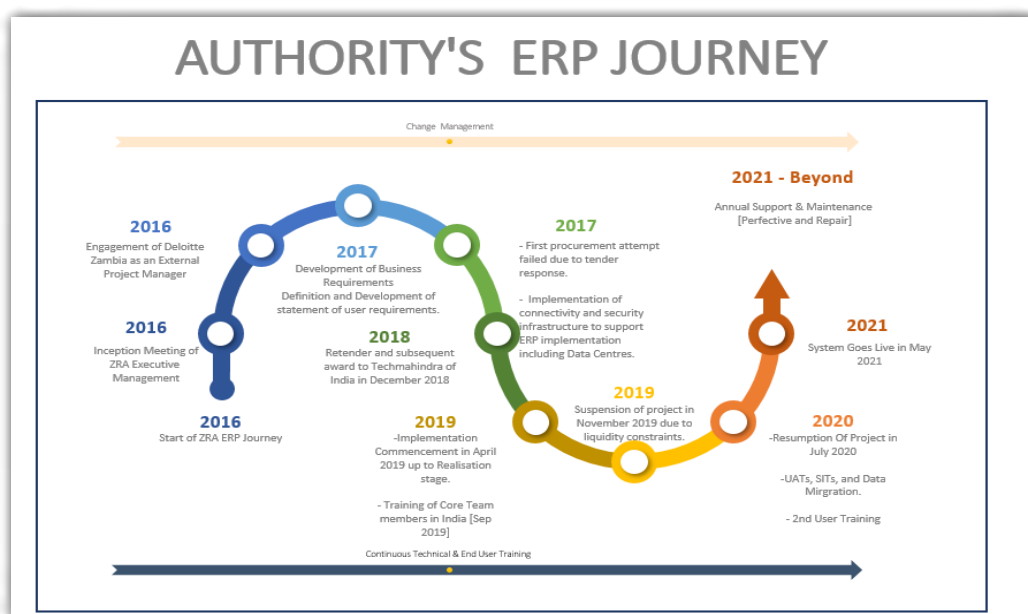 AUTHORITY'S ERP JOURNEY
Change Management
2016
Start of ZRA ERP Journey
2016
Inception Meeting of
ZRA Executive
Management
2016
Engagement of Deloitte
Zambia as an External
Project Manager
2017
Development of Business
Requirements
Definition and Development of
statement of user requirements.
2017
- First procurement attempt
failed due to tender
response.
- Implementation of
connectivity and security
infrastructure to support
ERP implementation
including Data Centres.
2018
Retender and subsequent
award to Techmahindra of
India in December 2018
2019
-Implementation
Commencement in April
2019 up to Realisation
stage.
- Training of Core Team
members in India [Sep
2019]
2019
Suspension of project in
November 2019 due to
liquidity constraints.
2020
-Resumption Of Project in
July 2020
-UATs, SITs, and Data
Mirgration.
- 2nd User Training
2021
System Goes Live in May
2021
2021 - Beyond
Annual Support & Maintenance
[Perfective and Repair]
Continuous Technical & End User Training